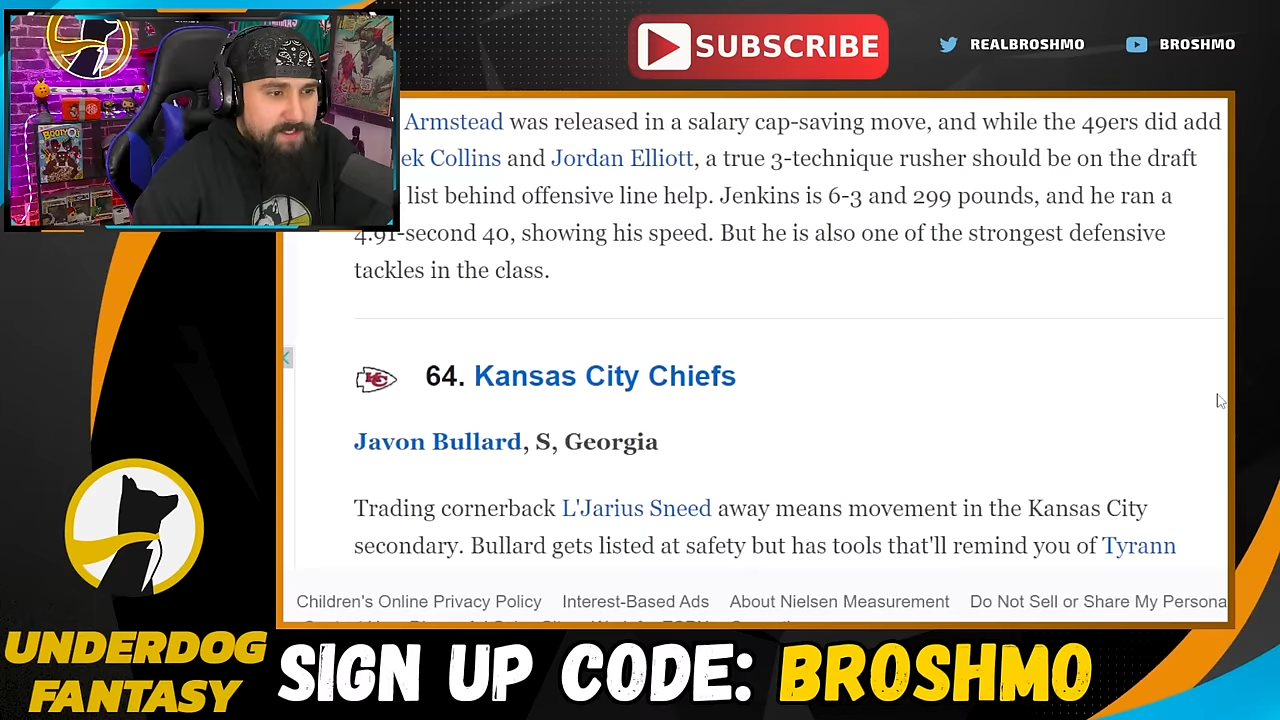 SUBSCRIBE
REALBROSHMO
BROSHMO
Armstead was released in a salary cap-saving move, and while the 49ers did add
ek Collins and Jordan Elliott, a true 3-technique rusher should be on the draft
list behind offensive line help. Jenkins is 6-3 and 299 pounds, and he ran a
4.91-second 40, showing his speed. But he is also one of the strongest defensive
tackles in the class.
64. Kansas City Chiefs
Javon Bullard, S, Georgia
Trading cornerback L'Jarius Sneed away means movement in the Kansas City
secondary. Bullard gets listed at safety but has tools that'll remind you of Tyrann
Children's Online Privacy Policy
Interest-Based Ads
About Nielsen Measurement
Do Not Sell or Share My Persona
UNDERDOG
FANTASY
SIGN UP CODE: BROSHMO